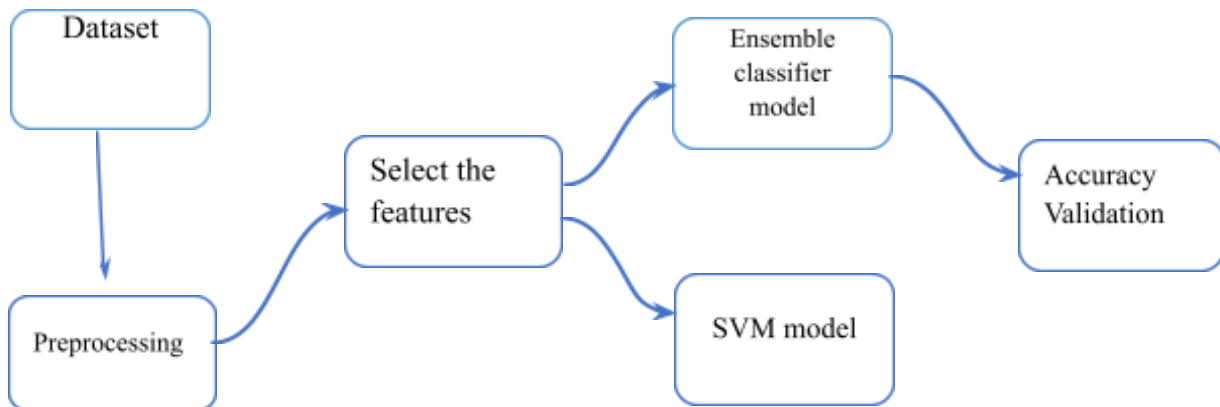 Dataset
Preprocessing
Select the
features
Ensemble
classifier
model
SVM model
Accuracy
Validation